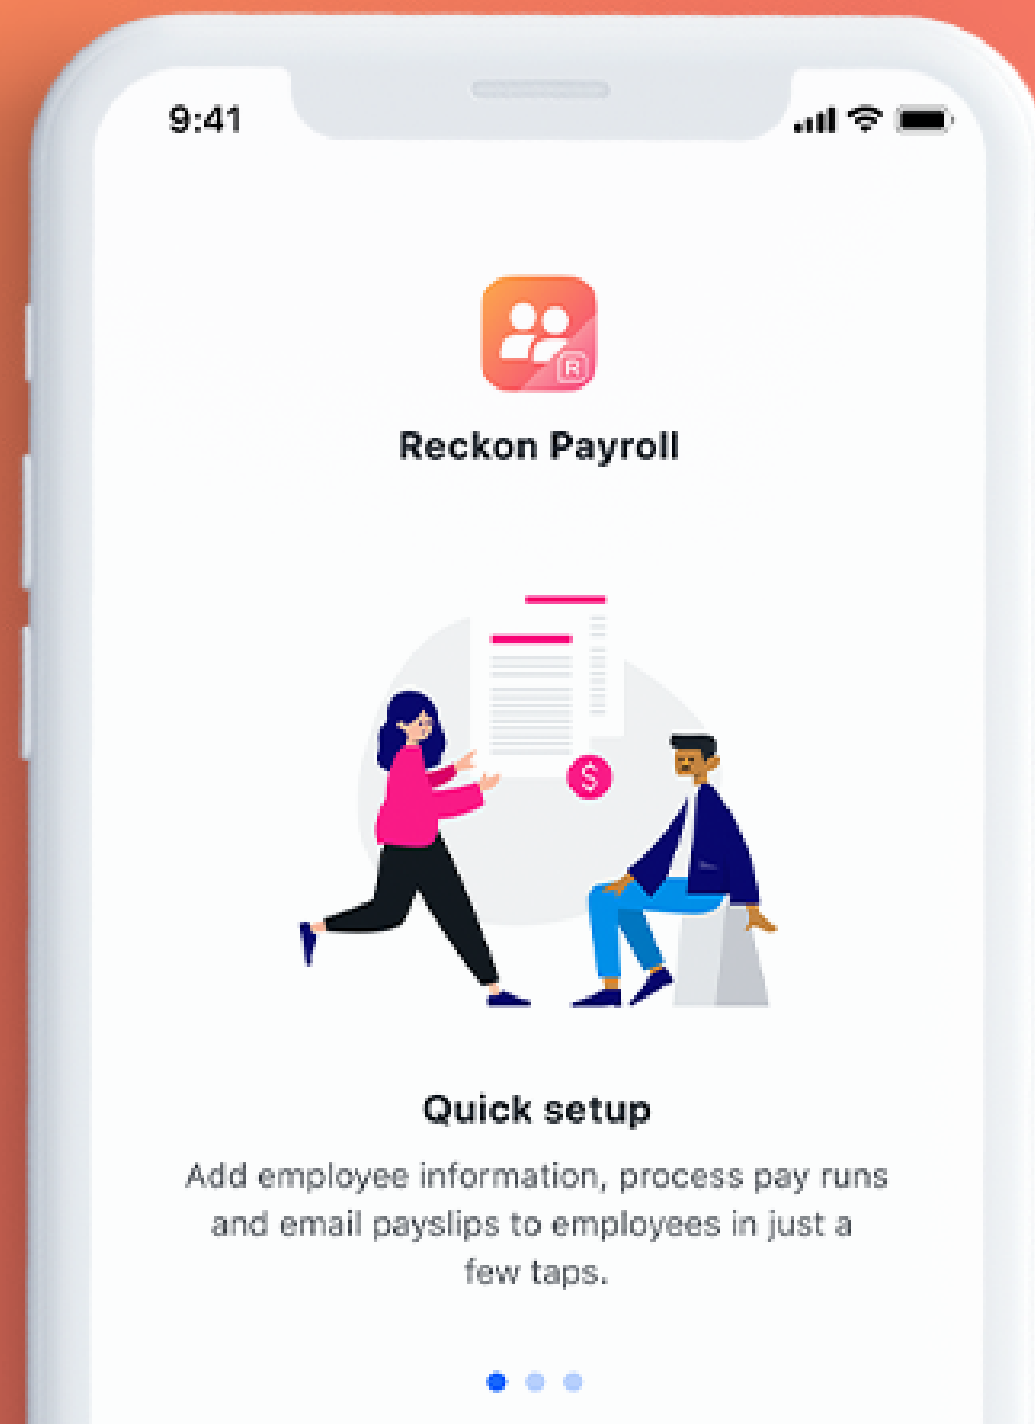 9:41
R
Reckon Payroll
$
Quick setup
Add employee information, process pay runs
and email payslips to employees in just a
few taps.